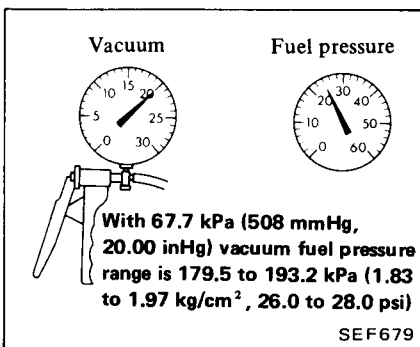 Vacuum Fuel pressure
0 5 10 15 20 25 30
0 10 20 30 40 50 60
With 67.7 kPa (508 mmHg,
20.00 inHg) vacuum fuel pressure
range is 179.5 to 193.2 kPa (1.83
to 1.97 kg/cm², 26.0 to 28.0 psi)
SEF679